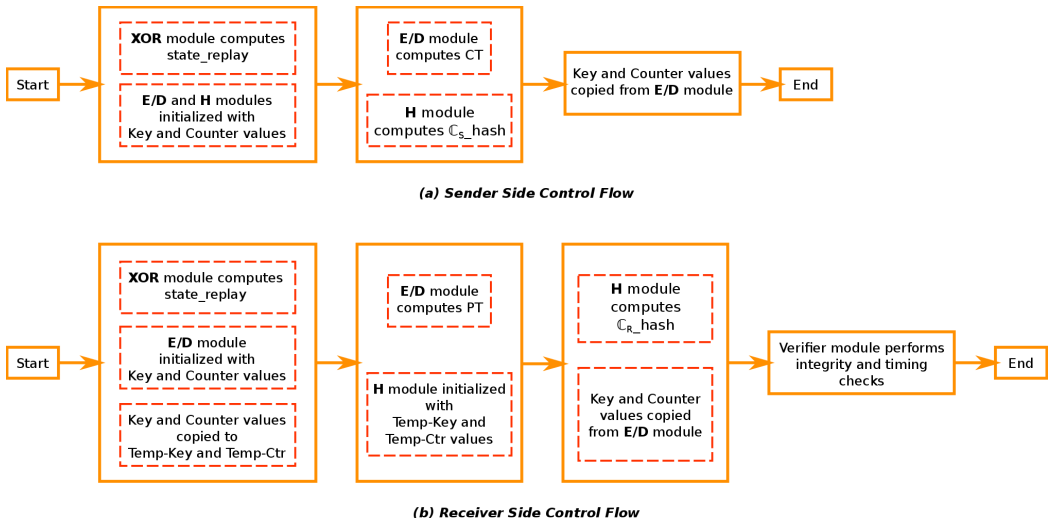 Start
XOR module computes
state_replay
E/D and H modules
initialized with
Key and Counter values
E/D module
computes CT
H module
computes ℂS_hash
Key and Counter values
copied from E/D module
End
(a) Sender Side Control Flow
Start
XOR module computes
state_replay
E/D module
initialized with
Key and Counter values
Key and Counter values
copied to
Temp-Key and Temp-Ctr
E/D module
computes PT
H module initialized
with
Temp-Key and
Temp-Ctr values
H module
computes
ℂR_hash
Key and Counter
values copied
from E/D module
Verifier module performs
integrity and timing
checks
End
(b) Receiver Side Control Flow